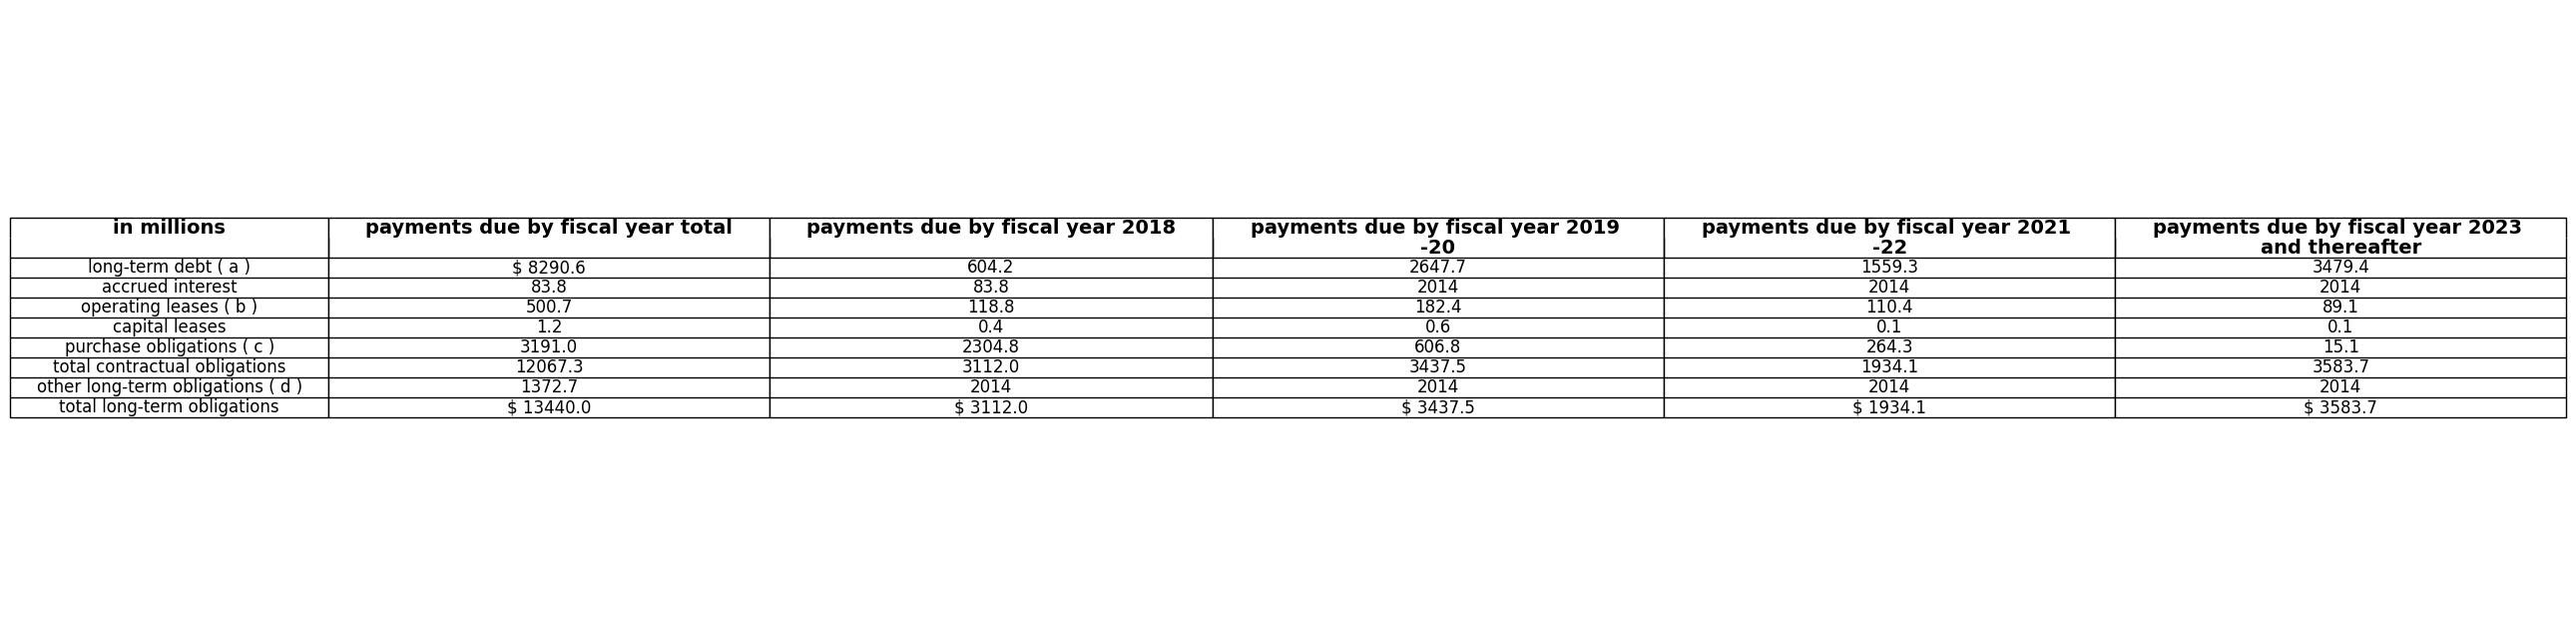 in millions payments due by fiscal year total payments due by fiscal year 2018 payments due by fiscal year 2019 -20 payments due by fiscal year 2021 -22 payments due by fiscal year 2023 and thereafter
long-term debt ( a ) $ 8290.6 604.2 2647.7 1559.3 3479.4
accrued interest 83.8 83.8 2014 2014 2014
operating leases ( b ) 500.7 118.8 182.4 110.4 89.1
capital leases 1.2 0.4 0.6 0.1 0.1
purchase obligations ( c ) 3191.0 2304.8 606.8 264.3 15.1
total contractual obligations 12067.3 3112.0 3437.5 1934.1 3583.7
other long-term obligations ( d ) 1372.7 2014 2014 2014 2014
total long-term obligations $ 13440.0 $ 3112.0 $ 3437.5 $ 1934.1 $ 3583.7